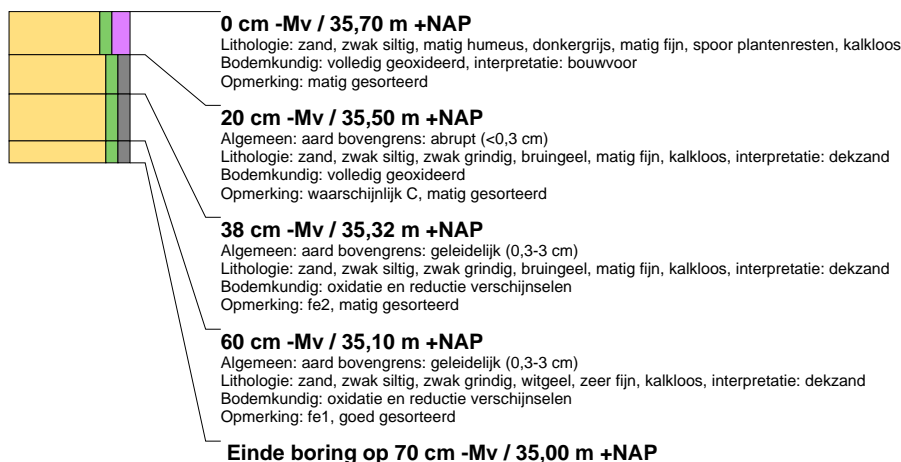 0 cm -Mv / 35,70 m +NAP
Lithologie: zand, zwak siltig, matig humeus, donkergrijs, matig fijn, spoor plantenresten, kalkloos
Bodemkundig: volledig geoxideerd, interpretatie: bouwvoor
Opmerking: matig gesorteerd
20 cm -Mv / 35,50 m +NAP
Algemeen: aard bovengrens: abrupt (<0,3 cm)
Lithologie: zand, zwak siltig, zwak grindig, bruingeel, matig fijn, kalkloos, interpretatie: dekzand
Bodemkundig: volledig geoxideerd
Opmerking: waarschijnlijk C, matig gesorteerd
38 cm -Mv / 35,32 m +NAP
Algemeen: aard bovengrens: geleidelijk (0,3-3 cm)
Lithologie: zand, zwak siltig, zwak grindig, bruingeel, matig fijn, kalkloos, interpretatie: dekzand
Bodemkundig: oxidatie en reductie verschijnselen
Opmerking: fe2, matig gesorteerd
60 cm -Mv / 35,10 m +NAP
Algemeen: aard bovengrens: geleidelijk (0,3-3 cm)
Lithologie: zand, zwak siltig, zwak grindig, witgeel, zeer fijn, kalkloos, interpretatie: dekzand
Bodemkundig: oxidatie en reductie verschijnselen
Opmerking: fe1, goed gesorteerd
Einde boring op 70 cm -Mv / 35,00 m +NAP